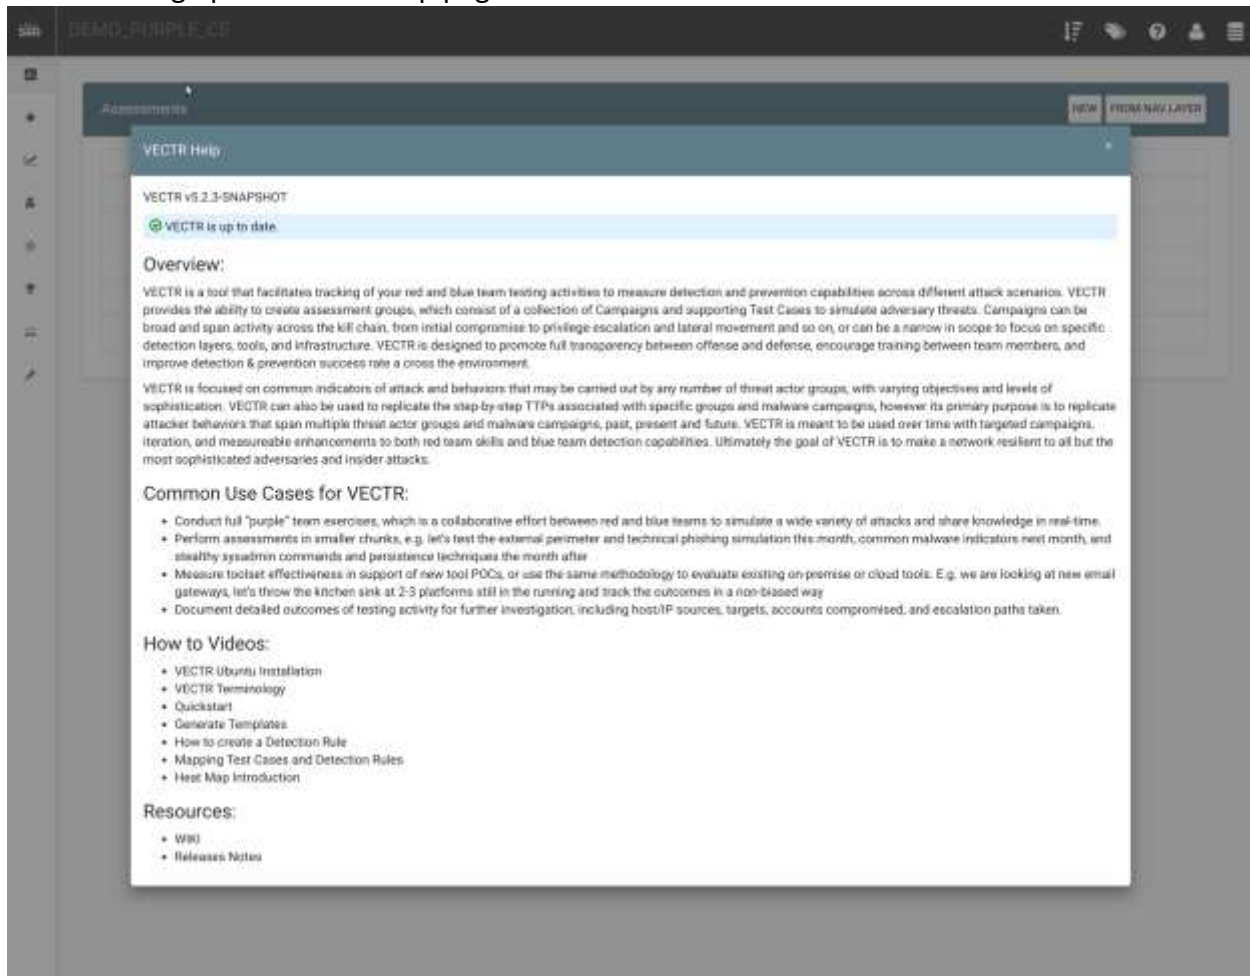 DEMO_PURPLE_CE
Assessments
NEW
FROM NAV LAYER
VECTR Help
×
VECTR v5.2.3-SNAPSHOT
VECTR is up to date.
Overview:
VECTR is a tool that facilitates tracking of your red and blue team testing activities to measure detection and prevention capabilities across different attack scenarios. VECTR
provides the ability to create assessment groups, which consist of a collection of Campaigns and supporting Test Cases to simulate adversary threats. Campaigns can be
broad and span activity across the kill chain, from initial compromise to privilege escalation and lateral movement and so on, or can be a narrow in scope to focus on specific
detection layers, tools, and infrastructure. VECTR is designed to promote full transparency between offense and defense, encourage training between team members, and
improve detection & prevention success rate a cross the environment.
VECTR is focused on common indicators of attack and behaviors that may be carried out by any number of threat actor groups, with varying objectives and levels of
sophistication. VECTR can also be used to replicate the step-by-step TTPs associated with specific groups and malware campaigns, however its primary purpose is to replicate
attacker behaviors that span multiple threat actor groups and malware campaigns, past, present and future. VECTR is meant to be used over time with targeted campaigns,
iteration, and measureable enhancements to both red team skills and blue team detection capabilities. Ultimately the goal of VECTR is to make a network resilient to all but the
most sophisticated adversaries and insider attacks.
Common Use Cases for VECTR:
• Conduct full "purple" team exercises, which is a collaborative effort between red and blue teams to simulate a wide variety of attacks and share knowledge in real-time.
• Perform assessments in smaller chunks, e.g. let's test the external perimeter and technical phishing simulation this month, common malware indicators next month, and
stealthy sysadmin commands and persistence techniques the month after
• Measure toolset effectiveness in support of new tool POCs, or use the same methodology to evaluate existing on-premise or cloud tools. E.g. we are looking at new email
gateways, let's throw the kitchen sink at 2-3 platforms still in the running and track the outcomes in a non-biased way
• Document detailed outcomes of testing activity for further investigation, including host/IP sources, targets, accounts compromised, and escalation paths taken.
How to Videos:
• VECTR Ubuntu Installation
• VECTR Terminology
• Quickstart
• Generate Templates
• How to create a Detection Rule
• Mapping Test Cases and Detection Rules
• Heat Map Introduction
Resources:
• WIKI
• Releases Notes